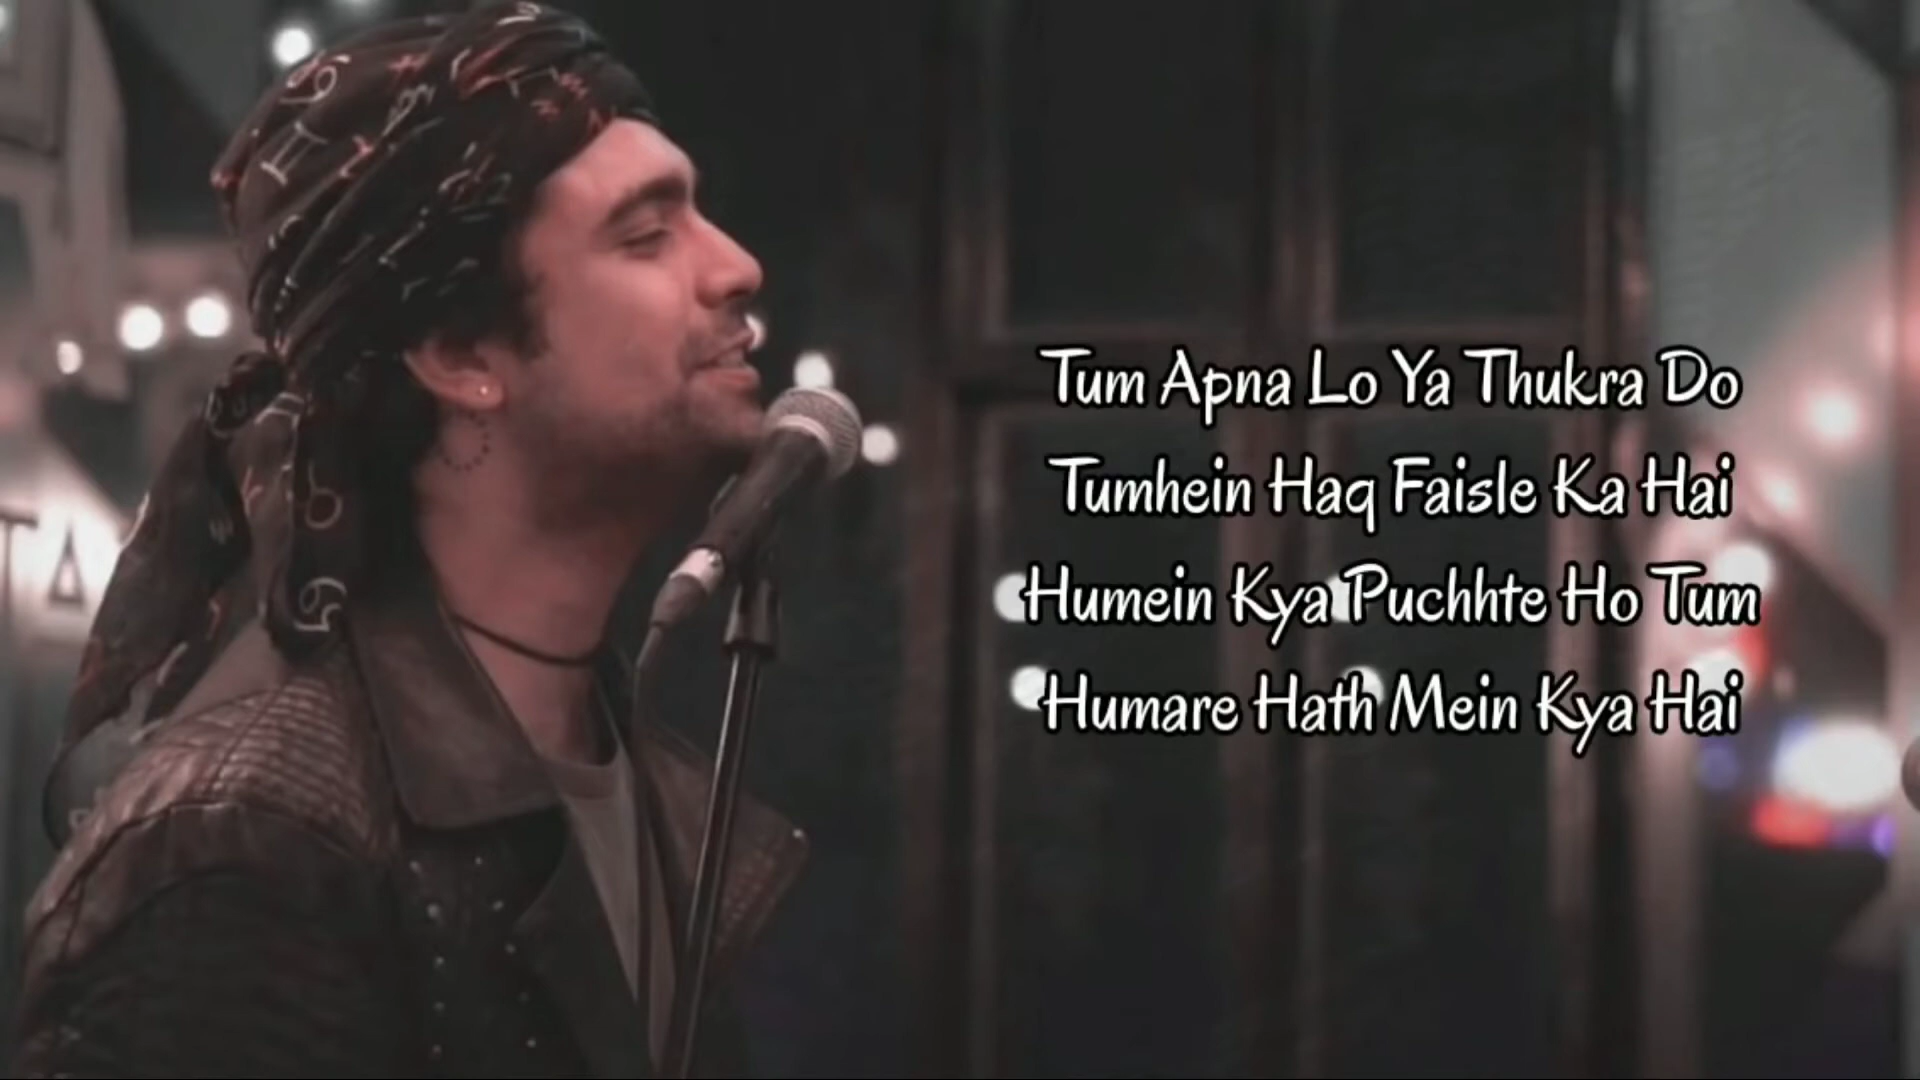 Tum Apna Lo Ya Thukra Do
Tumhein Haq Faisle Ka Hai
Humein Kya Puchhte Ho Tum
Humare Hath Mein Kya Hai